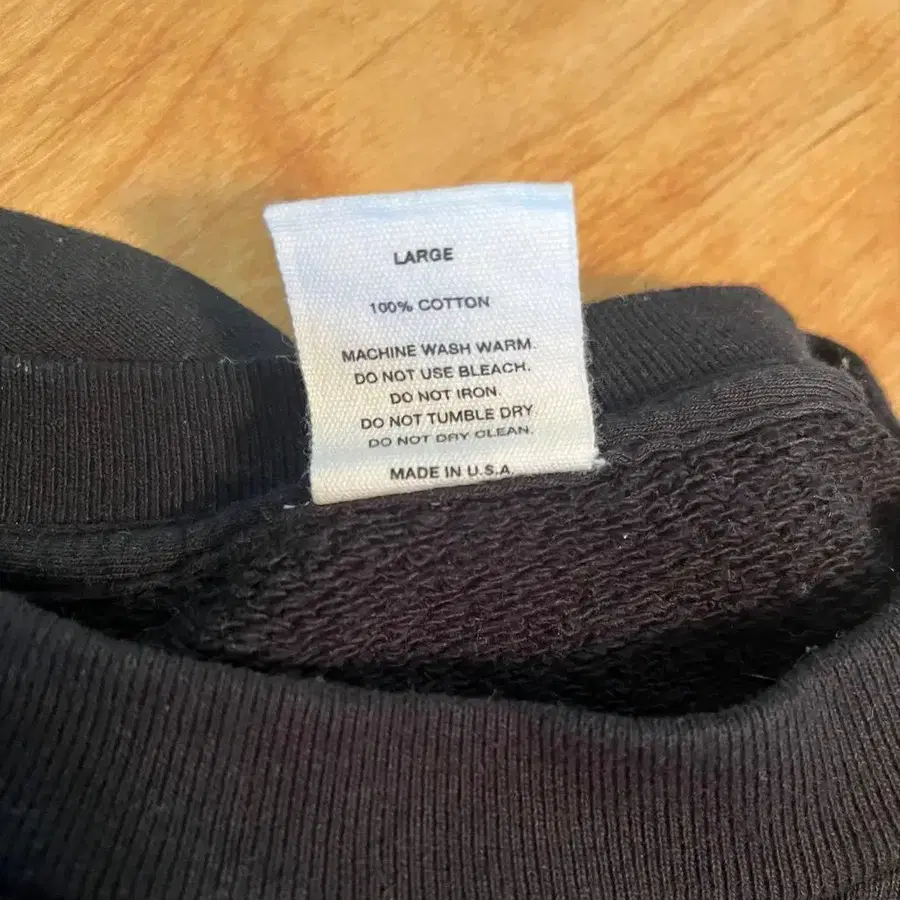 LARGE
100% COTTON
MACHINE WASH WARM.
DO NOT USE BLEACH.
DO NOT IRON.
DO NOT TUMBLE DRY
DO NOT DRY CLEAN.
MADE IN U.S.A